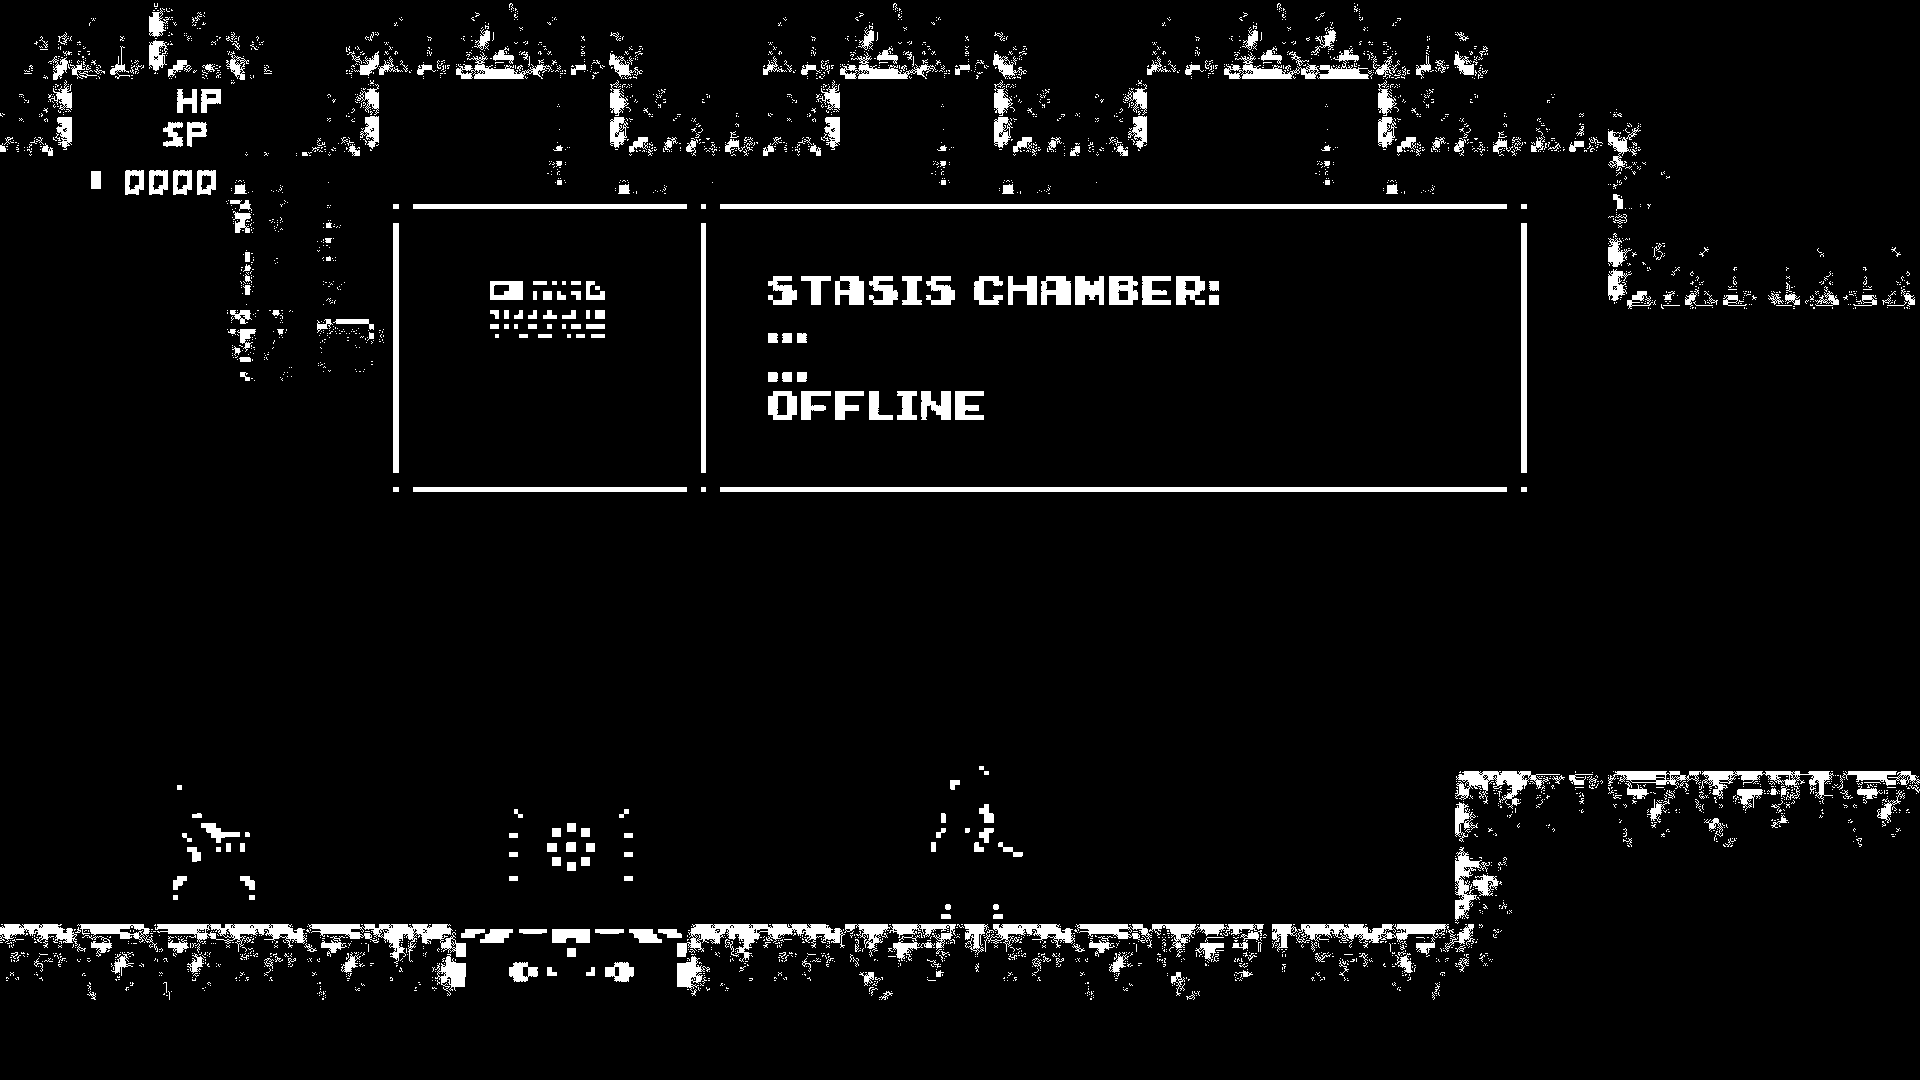 HP
SP
0000
STASIS CHAMBER:
...
...
OFFLINE